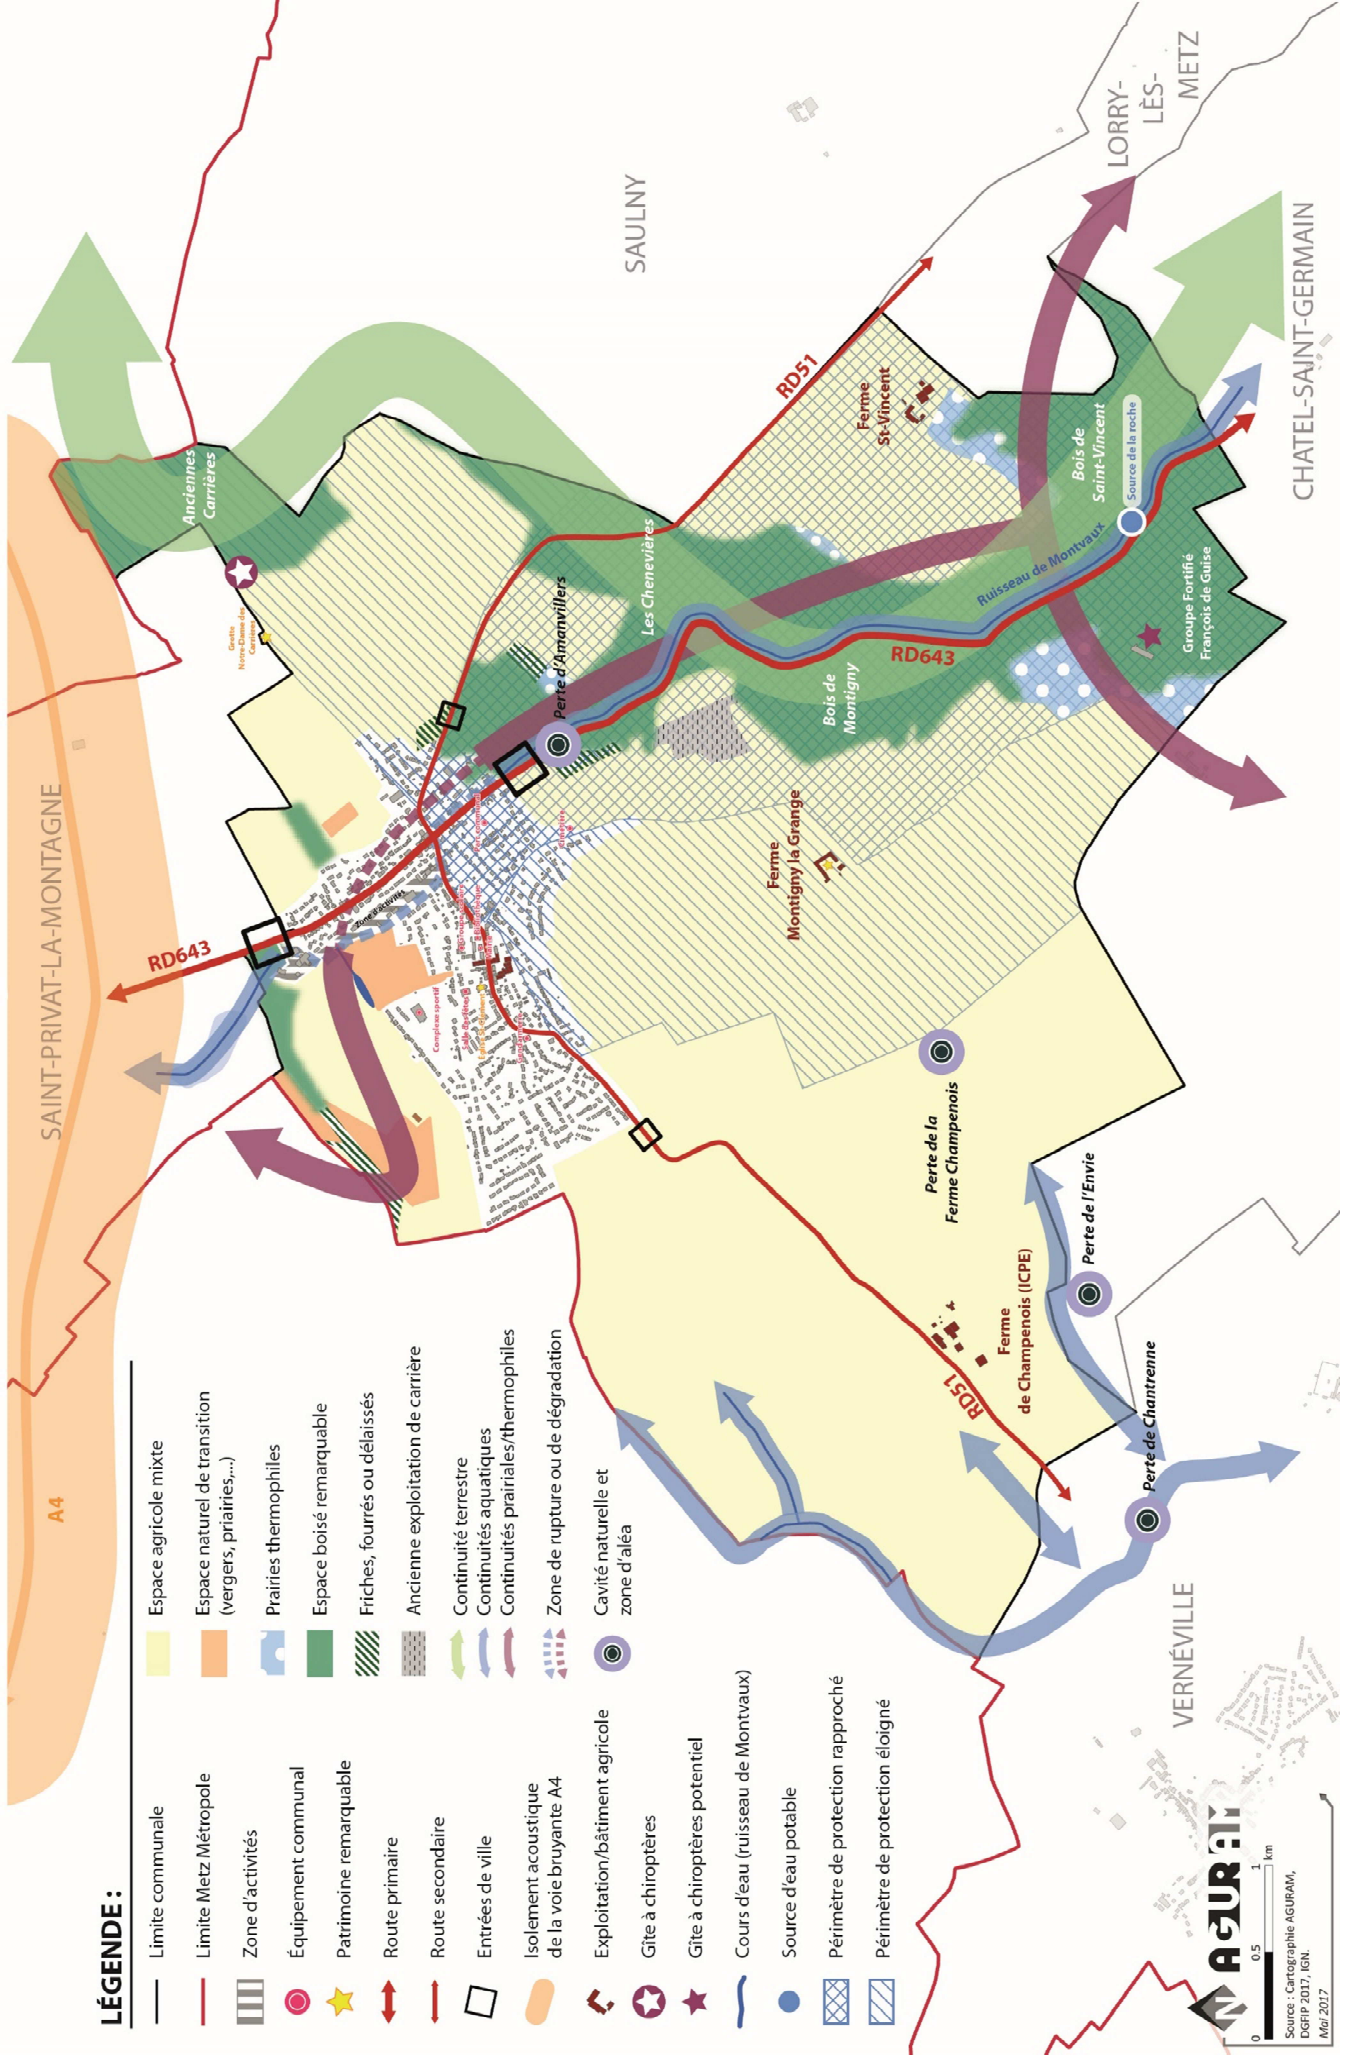 LÉGENDE :
Limite communale
Limite Metz Métropole
Zone d'activités
Équipement communal
Patrimoine remarquable
Route primaire
Route secondaire
Entrées de ville
Isolement acoustique
de la voie bruyante A4
Exploitation/bâtiment agricole
Gîte à chiroptères
Gîte à chiroptères potentiel
Cours d'eau (ruisseau de Montvaux)
Source d'eau potable
Périmètre de protection rapproché
Périmètre de protection éloigné
Espace agricole mixte
Espace naturel de transition
(vergers, priairies,...)
Prairies thermophiles
Espace boisé remarquable
Friches, fourrés ou délaissés
Ancienne exploitation de carrière
Continuité terrestre
Continuités aquatiques
Continuités prairiales/thermophiles
Zone de rupture ou de dégradation
Cavité naturelle et
zone d'aléa
A4
SAINT-PRIVAT-LA-MONTAGNE
RD643
Anciennes
Carrières
Grotte
Notre-Dame des
Carrières
SAULNY
LORRY-
LÈS-
METZ
CHATEL-SAINT-GERMAIN
VERNÉVILLE
RD51
Ferme
St-Vincent
Bois de
Saint-Vincent
Source de la roche
Ruisseau de Montvaux
Groupe Fortifié
François de Guise
Les Chenevières
Perte d'Amanvillers
RD643
Bois de
Montigny
Ferme
Montigny la Grange
Zone d'activités
Complexe sportif
Salle des fêtes
Cimetière
Perte de la
Ferme Champenois
Ferme
de Champenois (ICPE)
RD51
Perte de l'Envie
Perte de Chantrenne
N
AGURAM
0
0.5
1
km
Source : Cartographie AGURAM,
DGFIP 2017, IGN.
Mai 2017